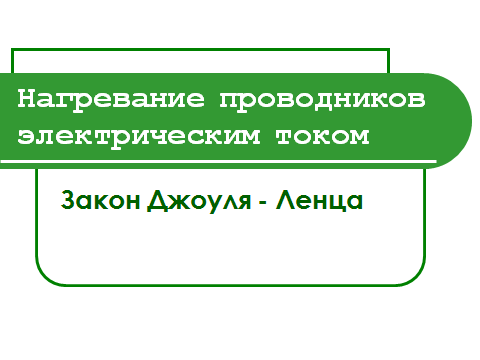 Нагревание проводников
электрическим током
Закон Джоуля - Ленца